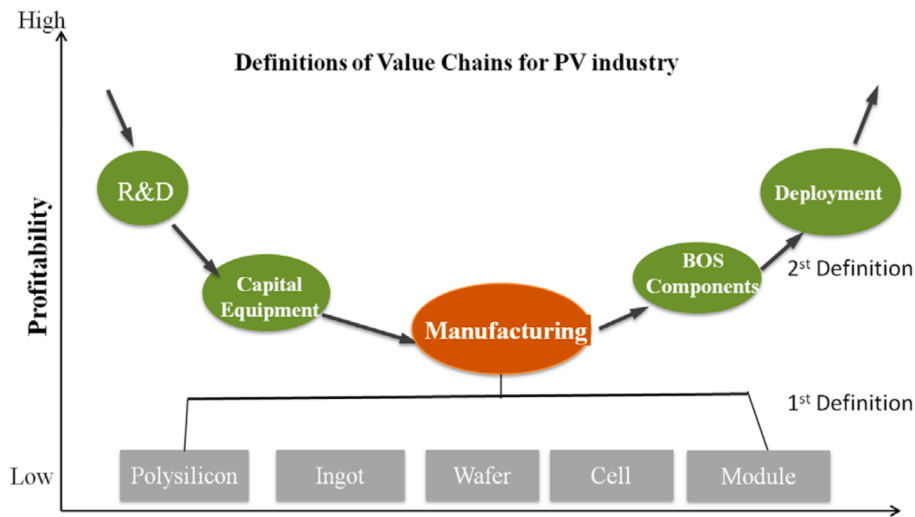 High
Definitions of Value Chains for PV industry
R&D
Deployment
Profitability
BOS
Components
2st Definition
Capital
Equipment
Manufacturing
1st Definition
Low
Polysilicon
Ingot
Wafer
Cell
Module